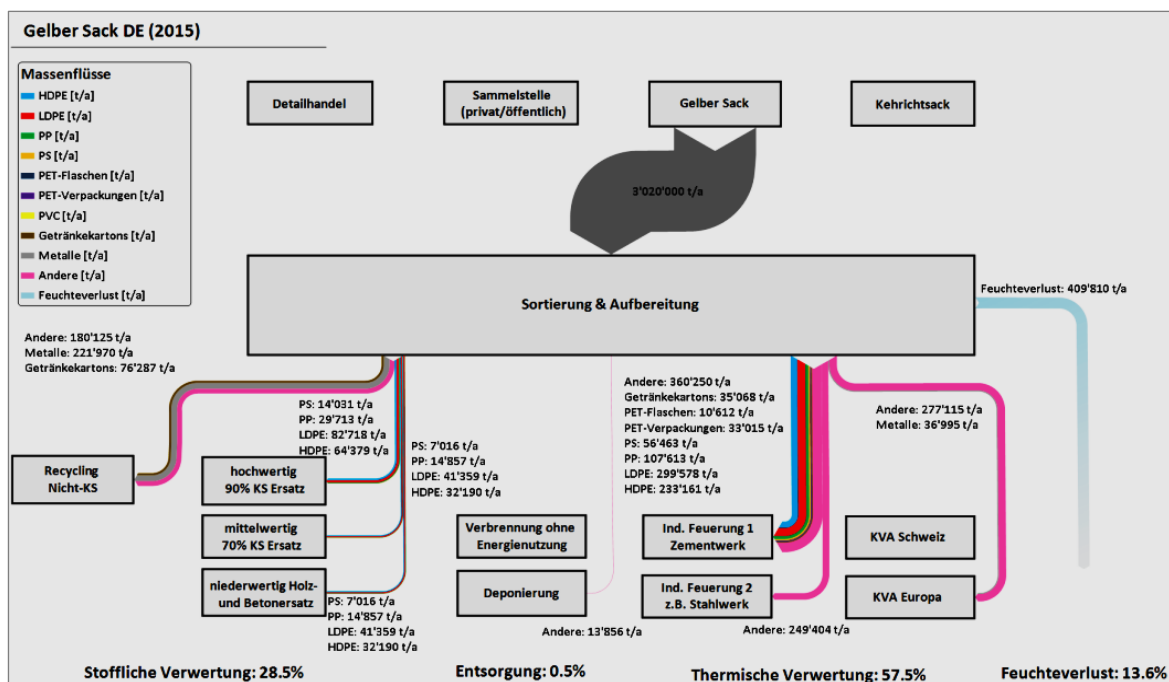 Gelber Sack DE (2015)
Massenflüsse
HDPE [t/a]
LDPE [t/a]
PP [t/a]
PS [t/a]
PET-Flaschen [t/a]
PET-Verpackungen [t/a]
PVC [t/a]
Getränkekartons [t/a]
Metalle [t/a]
Andere [t/a]
Feuchteverlust [t/a]
Detailhandel
Sammelstelle
(privat/öffentlich)
Gelber Sack
Kehrichtsack
3'020'000 t/a
Sortierung & Aufbereitung
Feuchteverlust: 409'810 t/a
Andere: 180'125 t/a
Metalle: 221'970 t/a
Getränkekartons: 76'287 t/a
PS: 14'031 t/a
PP: 29'713 t/a
LDPE: 82'718 t/a
HDPE: 64'379 t/a
PS: 7'016 t/a
PP: 14'857 t/a
LDPE: 41'359 t/a
HDPE: 32'190 t/a
Andere: 360'250 t/a
Getränkekartons: 35'068 t/a
PET-Flaschen: 10'612 t/a
PET-Verpackungen: 33'015 t/a
PS: 56'463 t/a
PP: 107'613 t/a
LDPE: 299'578 t/a
HDPE: 233'161 t/a
Andere: 277'115 t/a
Metalle: 36'995 t/a
Recycling
Nicht-KS
hochwertig
90% KS Ersatz
mittelwertig
70% KS Ersatz
niederwertig Holz-
und Betonersatz
PS: 7'016 t/a
PP: 14'857 t/a
LDPE: 41'359 t/a
HDPE: 32'190 t/a
Verbrennung ohne
Energienutzung
Deponierung
Andere: 13'856 t/a
Ind. Feuerung 1
Zementwerk
Ind. Feuerung 2
z.B. Stahlwerk
Andere: 249'404 t/a
KVA Schweiz
KVA Europa
Stoffliche Verwertung: 28.5%
Entsorgung: 0.5%
Thermische Verwertung: 57.5%
Feuchteverlust: 13.6%